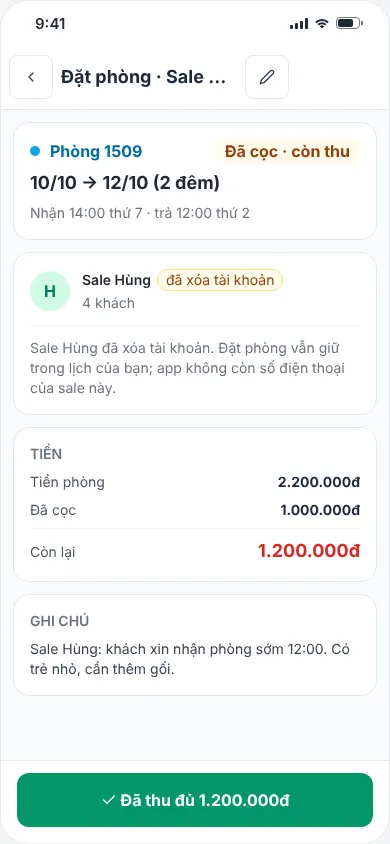 9:41
Đặt phòng · Sale ...
Phòng 1509
Đã cọc · còn thu
10/10 → 12/10 (2 đêm)
Nhận 14:00 thứ 7 · trả 12:00 thứ 2
H
Sale Hùng đã xóa tài khoản
4 khách
Sale Hùng đã xóa tài khoản. Đặt phòng vẫn giữ
trong lịch của bạn; app không còn số điện thoại
của sale này.
TIỀN
Tiền phòng 2.200.000đ
Đã cọc 1.000.000đ
Còn lại 1.200.000đ
GHI CHÚ
Sale Hùng: khách xin nhận phòng sớm 12:00. Có
trẻ nhỏ, cần thêm gối.
✓ Đã thu đủ 1.200.000đ